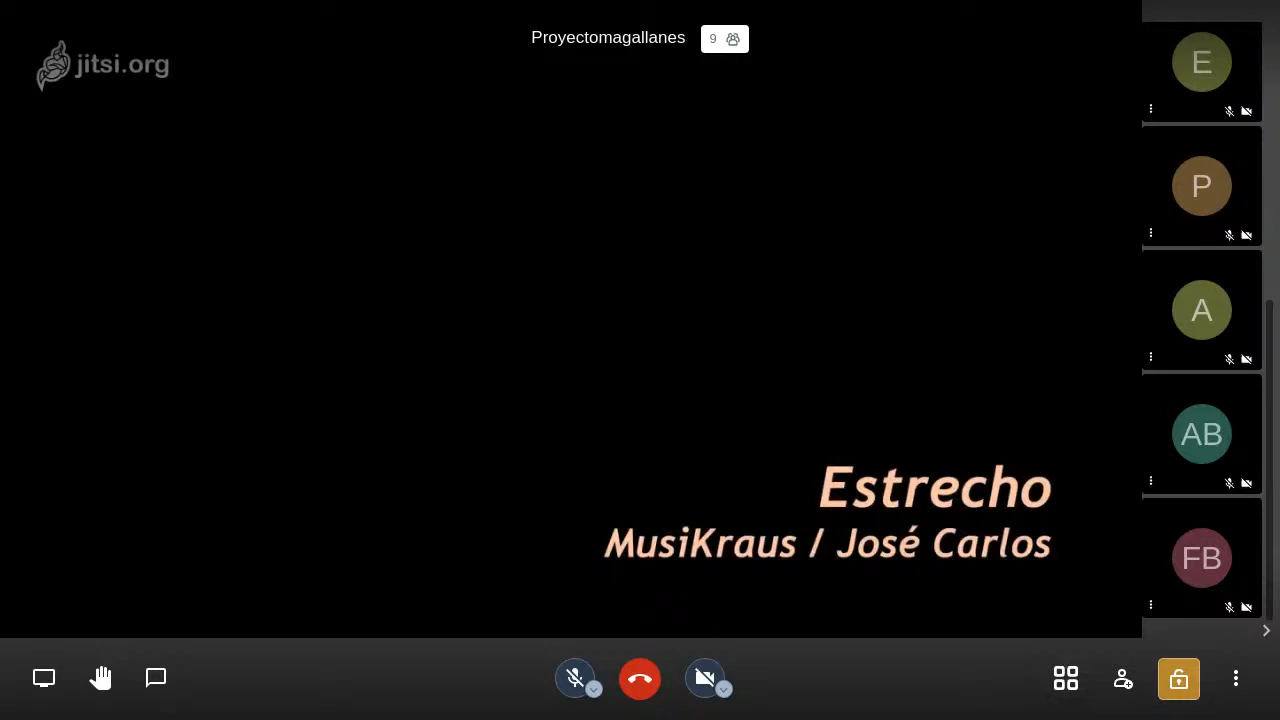 Proyectomagallanes 9
jitsi.org
E
P
A
AB
FB
Estrecho
MusiKraus / José Carlos